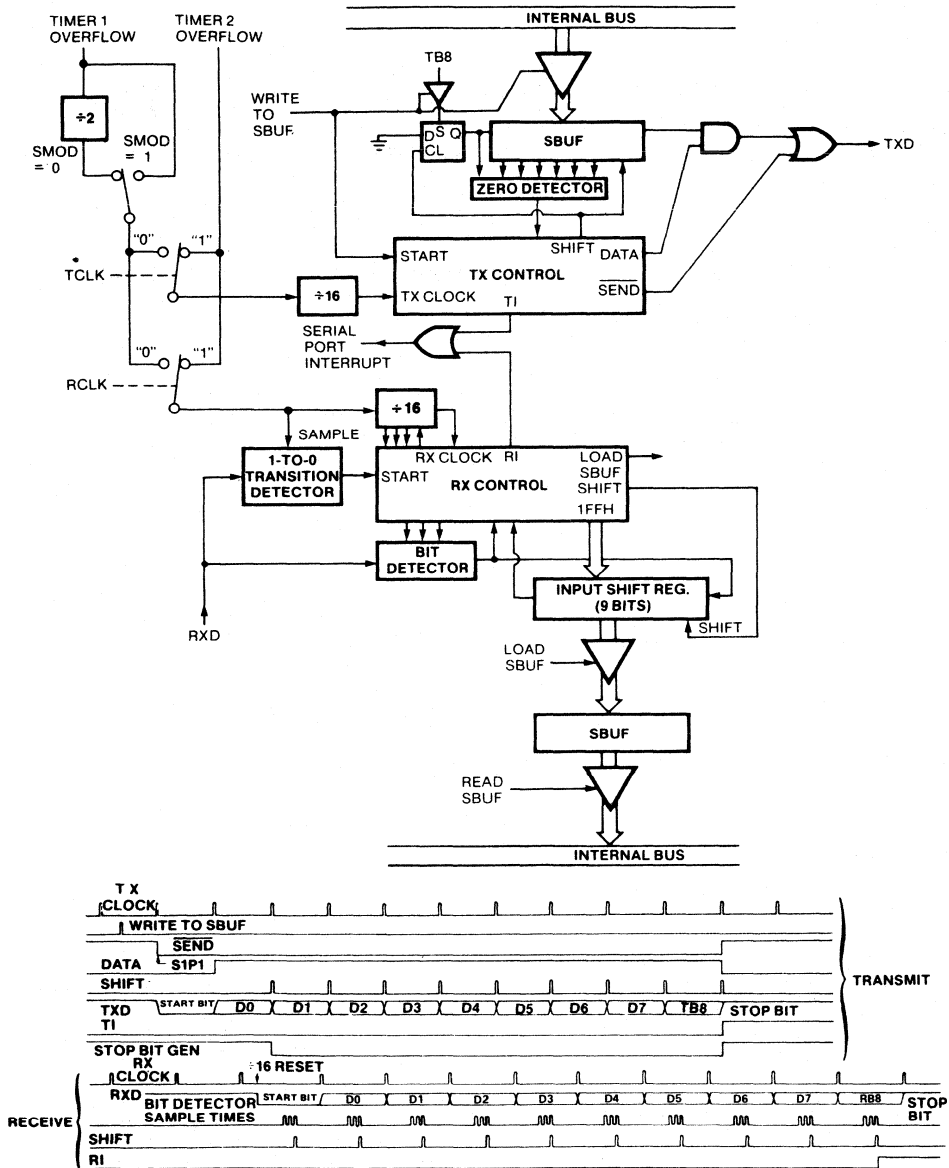 TIMER 1
OVERFLOW
TIMER 2
OVERFLOW
INTERNAL BUS
TB8
WRITE
TO
SBUF
÷2
SMOD
= 0
SMOD
= 1
D S Q
CL
SBUF
TXD
ZERO DETECTOR
"0" "1"
TCLK
START
SHIFT
DATA
TX CONTROL
÷16
TX CLOCK
TI
SEND
SERIAL
PORT
INTERRUPT
"0" "1"
RCLK
÷ 16
SAMPLE
1-TO-0
TRANSITION
DETECTOR
RX CLOCK RI
LOAD
SBUF
START
SHIFT
RX CONTROL
1FFH
BIT
DETECTOR
INPUT SHIFT REG.
(9 BITS)
RXD
SHIFT
LOAD
SBUF
SBUF
READ
SBUF
INTERNAL BUS
T X
CLOCK
WRITE TO SBUF
SEND
DATA S1P1
TRANSMIT
SHIFT
TXD START BIT D0 D1 D2 D3 D4 D5 D6 D7 TB8 STOP BIT
TI
STOP BIT GEN
RX
CLOCK
÷16 RESET
RXD START BIT D0 D1 D2 D3 D4 D5 D6 D7 RB8 STOP BIT
BIT DETECTOR
SAMPLE TIMES
RECEIVE
SHIFT
RI